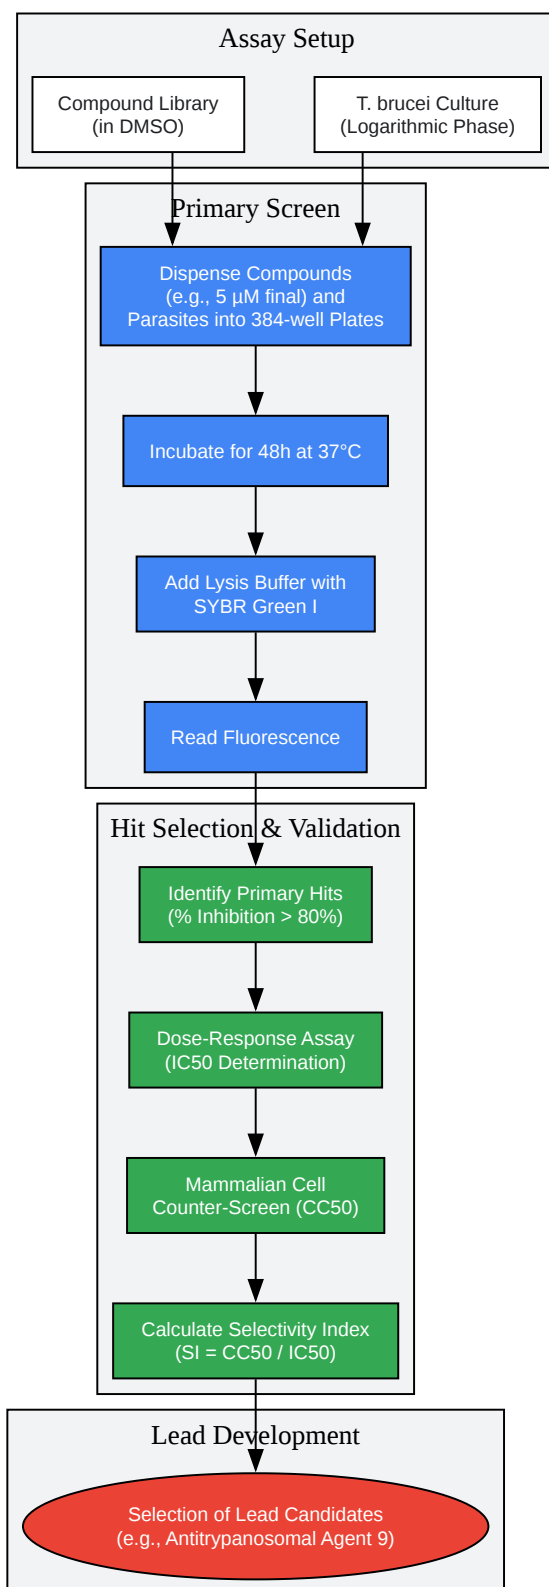 Assay Setup
Compound Library
(in DMSO)
T. brucei Culture
(Logarithmic Phase)
Primary Screen
Dispense Compounds
(e.g., 5 µM final) and
Parasites into 384-well Plates
Incubate for 48h at 37°C
Add Lysis Buffer with
SYBR Green I
Read Fluorescence
Hit Selection & Validation
Identify Primary Hits
(% Inhibition > 80%)
Dose-Response Assay
(IC50 Determination)
Mammalian Cell
Counter-Screen (CC50)
Calculate Selectivity Index
(SI = CC50 / IC50)
Lead Development
Selection of Lead Candidates
(e.g., Antitrypanosomal Agent 9)